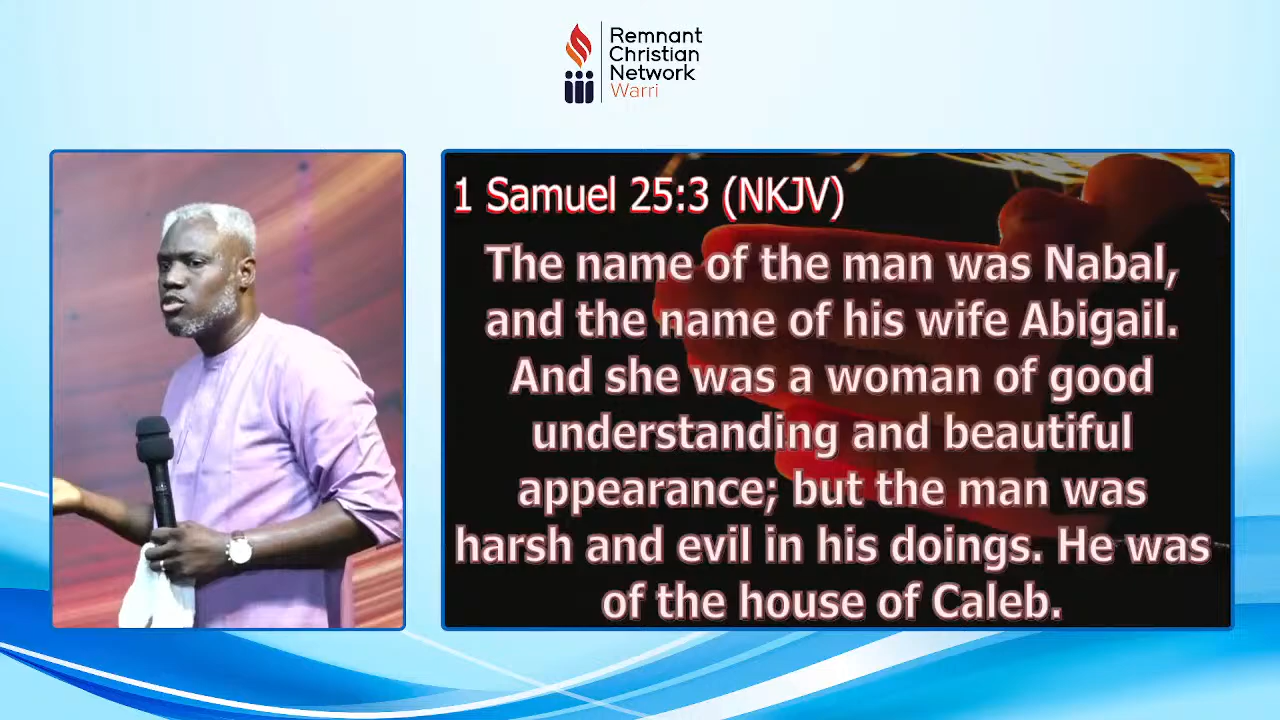 Remnant
Christian
Network
Warri
1 Samuel 25:3 (NKJV)
The name of the man was Nabal,
and the name of his wife Abigail.
And she was a woman of good
understanding and beautiful
appearance; but the man was
harsh and evil in his doings. He was
of the house of Caleb.